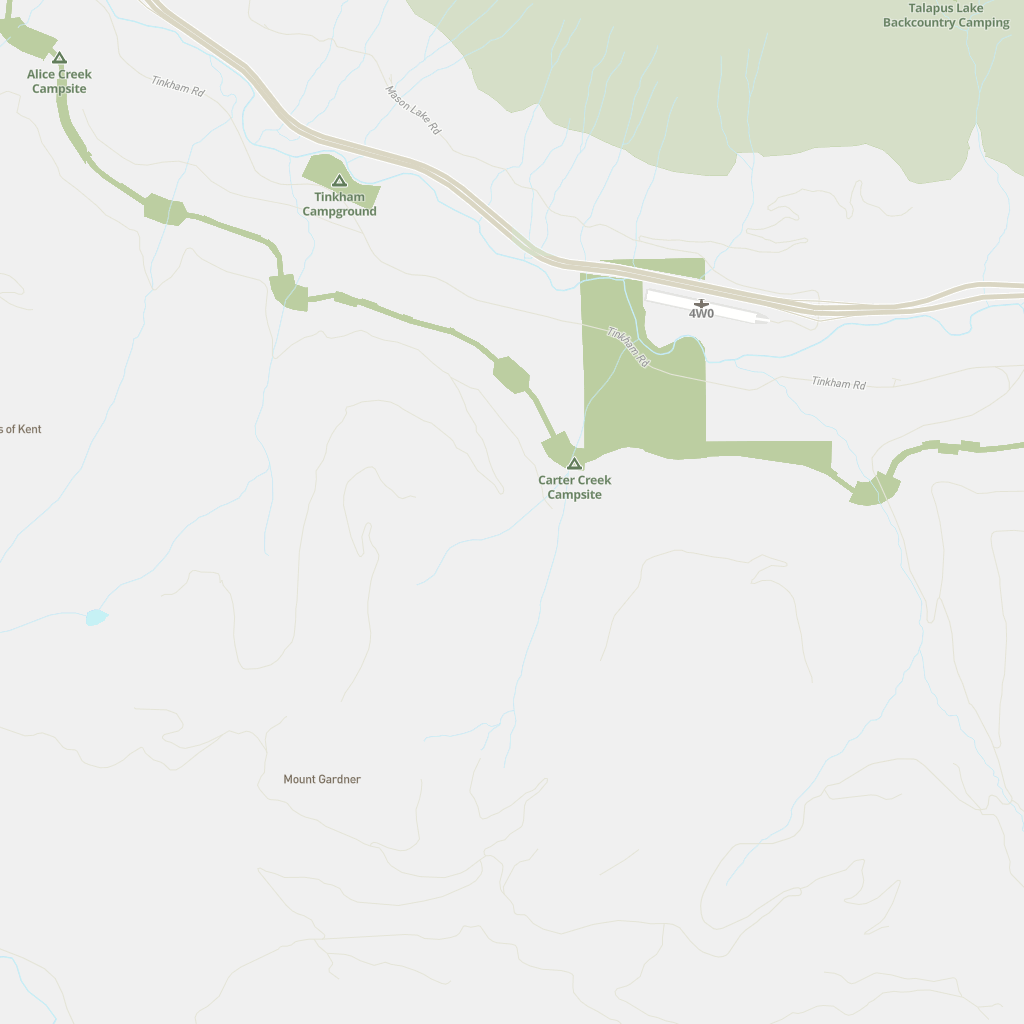 Talapus Lake
Backcountry Camping
Alice Creek
Campsite
Tinkham Rd
Mason Lake Rd
Tinkham
Campground
4W0
Tinkham Rd
Tinkham Rd
s of Kent
Carter Creek
Campsite
Mount Gardner